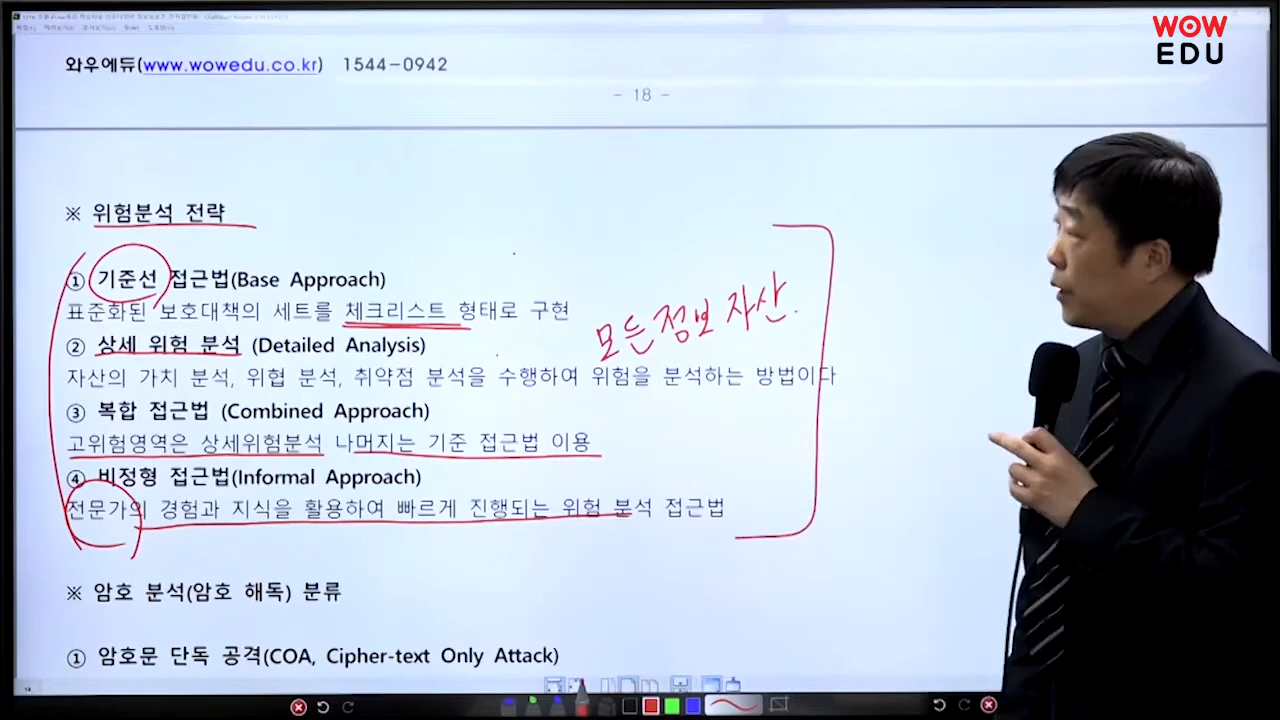 WOW
EDU
와우에듀(www.wowedu.co.kr) 1544-0942
- 18 -
※ 위험분석 전략
① 기준선 접근법(Base Approach)
표준화된 보호대책의 세트를 체크리스트 형태로 구현
② 상세 위험 분석 (Detailed Analysis)
모든 정보 자산.
자산의 가치 분석, 위협 분석, 취약점 분석을 수행하여 위험을 분석하는 방법이다
③ 복합 접근법 (Combined Approach)
고위험영역은 상세위험분석 나머지는 기준 접근법 이용
④ 비정형 접근법(Informal Approach)
전문가의 경험과 지식을 활용하여 빠르게 진행되는 위험 분석 접근법
※ 암호 분석(암호 해독) 분류
① 암호문 단독 공격(COA, Cipher-text Only Attack)